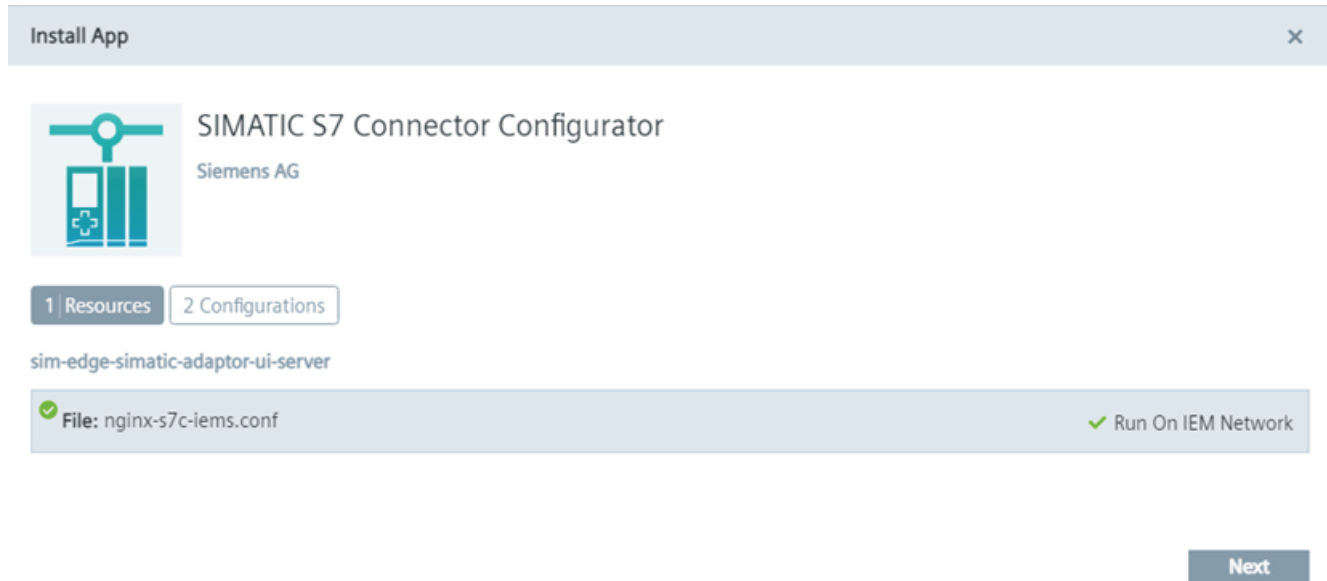 Install App
SIMATIC S7 Connector Configurator
Siemens AG
1 Resources
2 Configurations
sim-edge-simatic-adaptor-ui-server
File: nginx-s7c-iems.conf
Run On IEM Network
Next